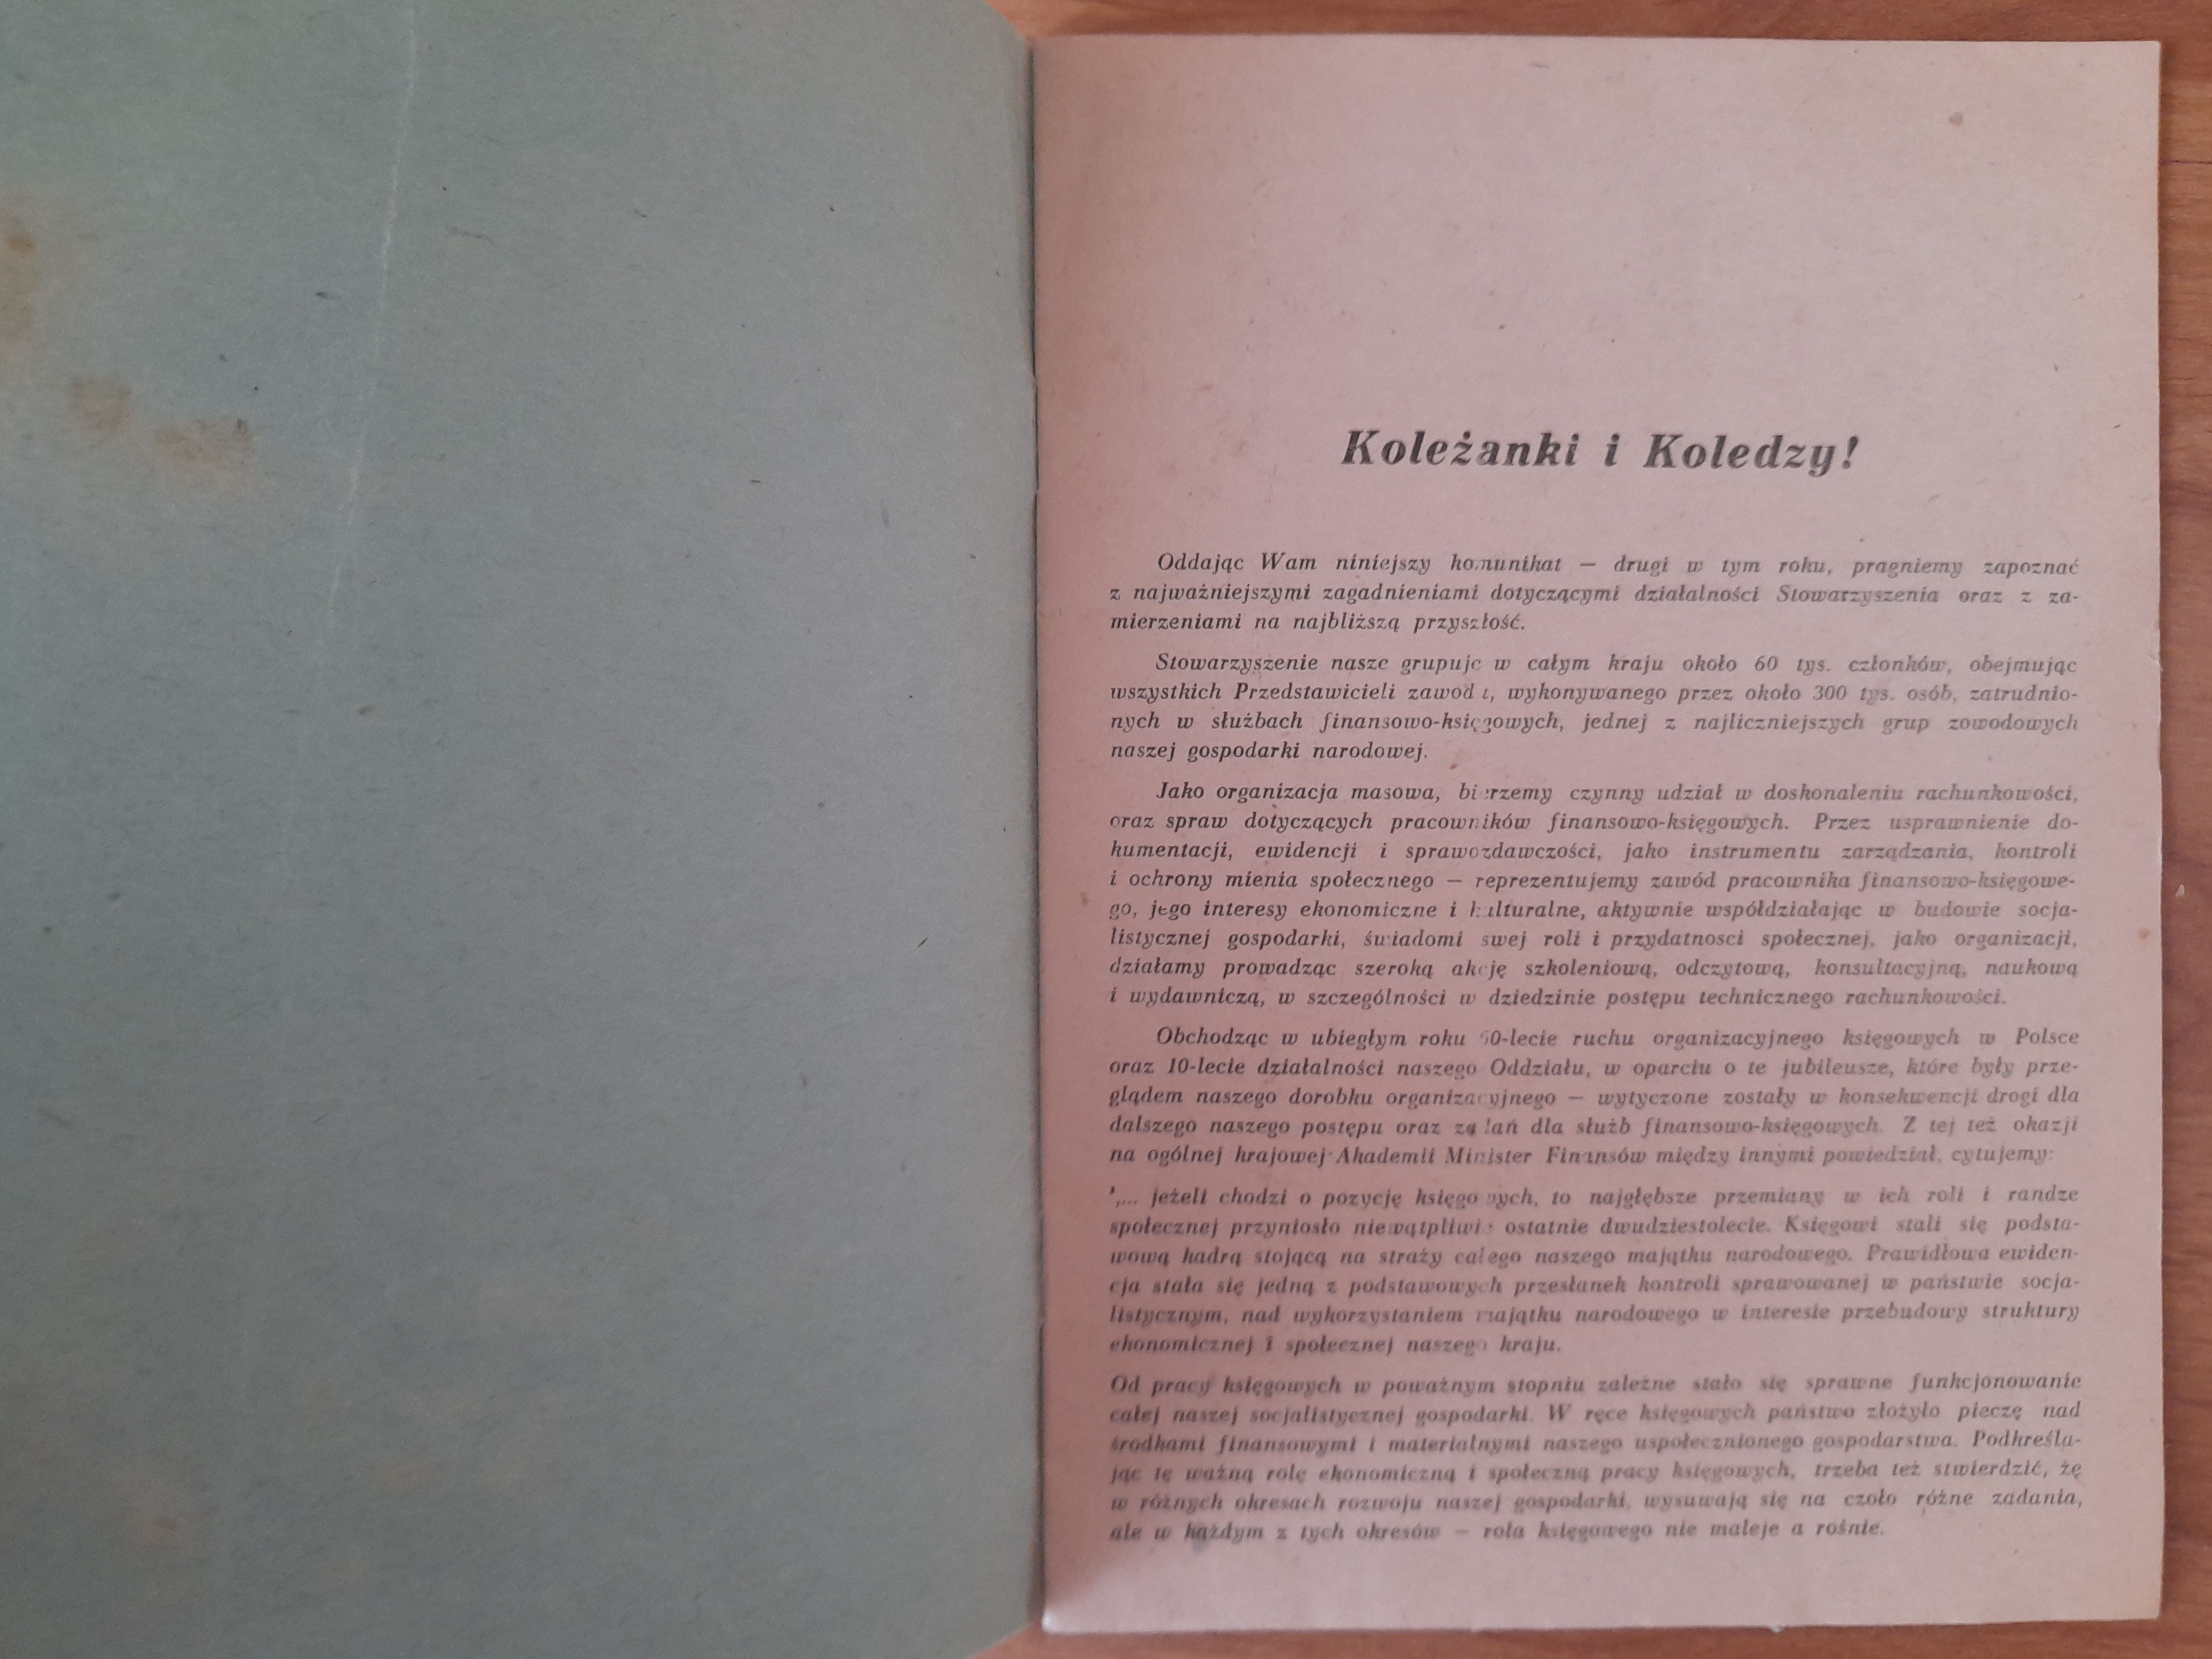 Koleżanki i Koledzy!
Oddając Wam niniejszy komunikat — drugi w tym roku, pragniemy zapoznać
z najważniejszymi zagadnieniami dotyczącymi działalności Stowarzyszenia oraz z za-
mierzeniami na najbliższą przyszłość.
Stowarzyszenie nasze grupuje w całym kraju około 60 tys. członków, obejmując
wszystkich Przedstawicieli zawodu, wykonywanego przez około 300 tys. osób, zatrudnio-
nych w służbach finansowo-księgowych, jednej z najliczniejszych grup zowodowych
naszej gospodarki narodowej.
Jako organizacja masowa, bierzemy czynny udział w doskonaleniu rachunkowości,
oraz spraw dotyczących pracowników finansowo-księgowych. Przez usprawnienie do-
kumentacji, ewidencji i sprawozdawczości, jako instrumentu zarządzania, kontroli
i ochrony mienia społecznego — reprezentujemy zawód pracownika finansowo-księgowe-
go, jego interesy ekonomiczne i kulturalne, aktywnie współdziałając w budowie socja-
listycznej gospodarki, świadomi swej roli i przydatnosci społecznej, jako organizacji,
działamy prowadząc szeroką akcję szkoleniową, odczytową, konsultacyjną, naukową
i wydawniczą, w szczególności w dziedzinie postępu technicznego rachunkowości.
Obchodząc w ubiegłym roku 60-lecie ruchu organizacyjnego księgowych w Polsce
oraz 10-lecie działalności naszego Oddziału, w oparciu o te jubileusze, które były prze-
glądem naszego dorobku organizacyjnego — wytyczone zostały w konsekwencji drogi dla
dalszego naszego postępu oraz zadań dla służb finansowo-księgowych. Z tej też okazji
na ogólnej krajowej Akademii Minister Finansów między innymi powiedział, cytujemy:
',... jeżeli chodzi o pozycję księgowych, to najgłębsze przemiany w ich roli i randze
społecznej przyniosło niewątpliwie ostatnie dwudziestolecie. Księgowi stali się podsta-
wową kadrą stojącą na straży całego naszego majątku narodowego. Prawidłowa ewiden-
cja stała się jedną z podstawowych przesłanek kontroli sprawowanej w państwie socja-
listycznym, nad wykorzystaniem majątku narodowego w interesie przebudowy struktury
ekonomicznej i społecznej naszego kraju.
Od pracy księgowych w poważnym stopniu zależne stało się sprawne funkcjonowanie
całej naszej socjalistycznej gospodarki. W ręce księgowych państwo złożyło pieczę nad
środkami finansowymi i materialnymi naszego uspołecznionego gospodarstwa. Podkreśla-
jąc tę ważną rolę ekonomiczną i społeczną pracy księgowych, trzeba też stwierdzić, żę
w różnych okresach rozwoju naszej gospodarki, wysuwają się na czoło różne zadania,
ale w każdym z tych okresów — rola księgowego nie maleje a rośnie.